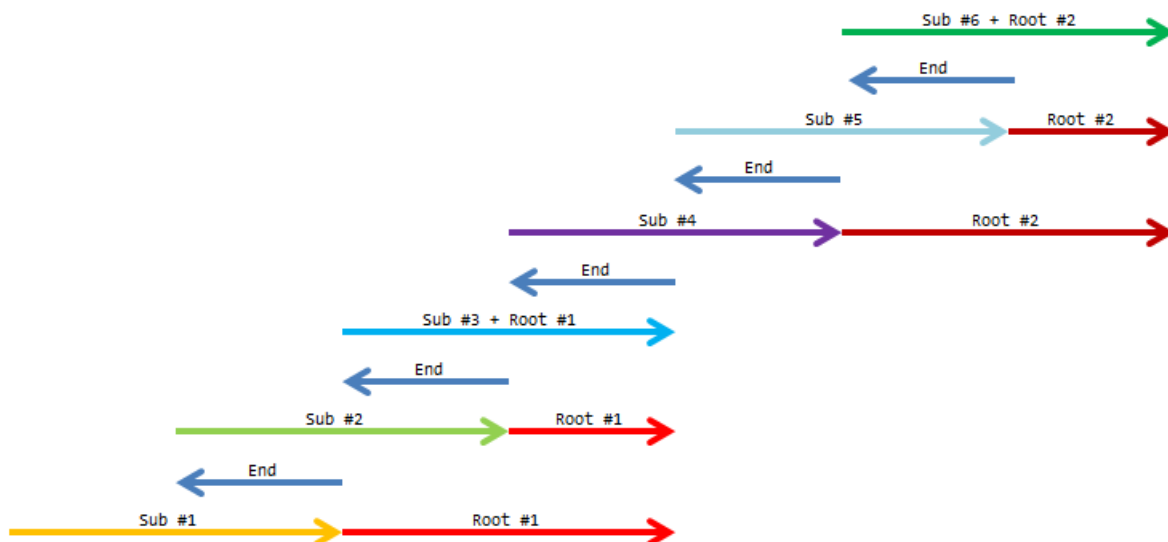 Sub #6 + Root #2
End
Sub #5 Root #2
End
Sub #4 Root #2
End
Sub #3 + Root #1
End
Sub #2 Root #1
End
Sub #1 Root #1